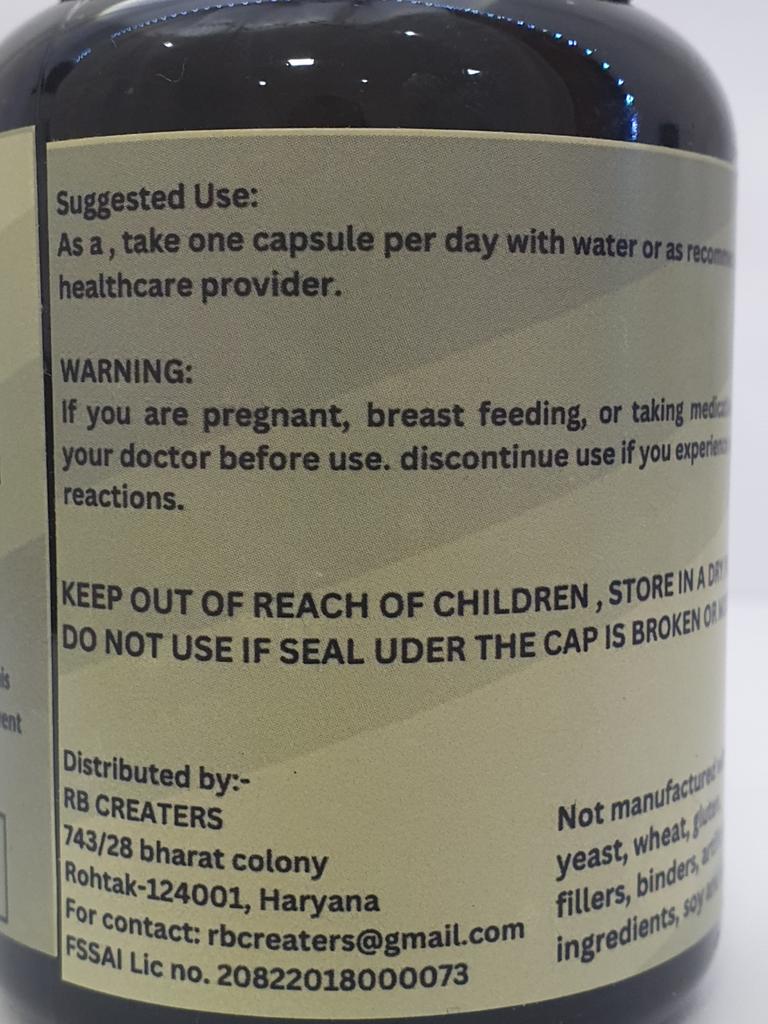 Suggested Use:
As a , take one capsule per day with water or as
healthcare provider.
WARNING:
If you are pregnant, breast feeding, or taking
your doctor before use. discontinue use if you
reactions.
KEEP OUT OF REACH OF CHILDREN , STORE IN A DRY
DO NOT USE IF SEAL UDER THE CAP IS BROKEN OR
Distributed by:-
RB CREATERS
743/28 bharat colony
Rohtak-124001, Haryana
For contact: rbcreaters@gmail.com
FSSAI Lic no. 20822018000073
Not manufactured
yeast, wheat, gluten,
fillers, binders,
ingredients, soy